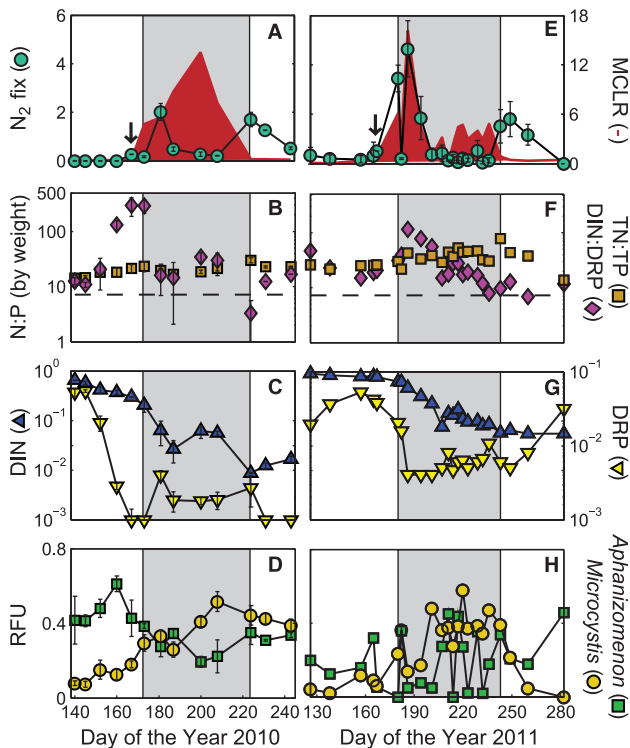 A
6
4
2
0
N₂ fix ( )
E
18
12
6
0
MCLR (-)
B
500
100
10
1
N:P (by weight)
F
TN:TP ( )
DIN:DRP ( )
C
10⁰
10⁻¹
10⁻²
10⁻³
DIN ( )
G
10⁻¹
10⁻²
10⁻³
DRP ( )
D
0.8
0.4
0
RFU
140 160 180 200 220 240
Day of the Year 2010
H
130 160 190 220 250 280
Day of the Year 2011
Aphanizomenon ( )
Microcystis ( )